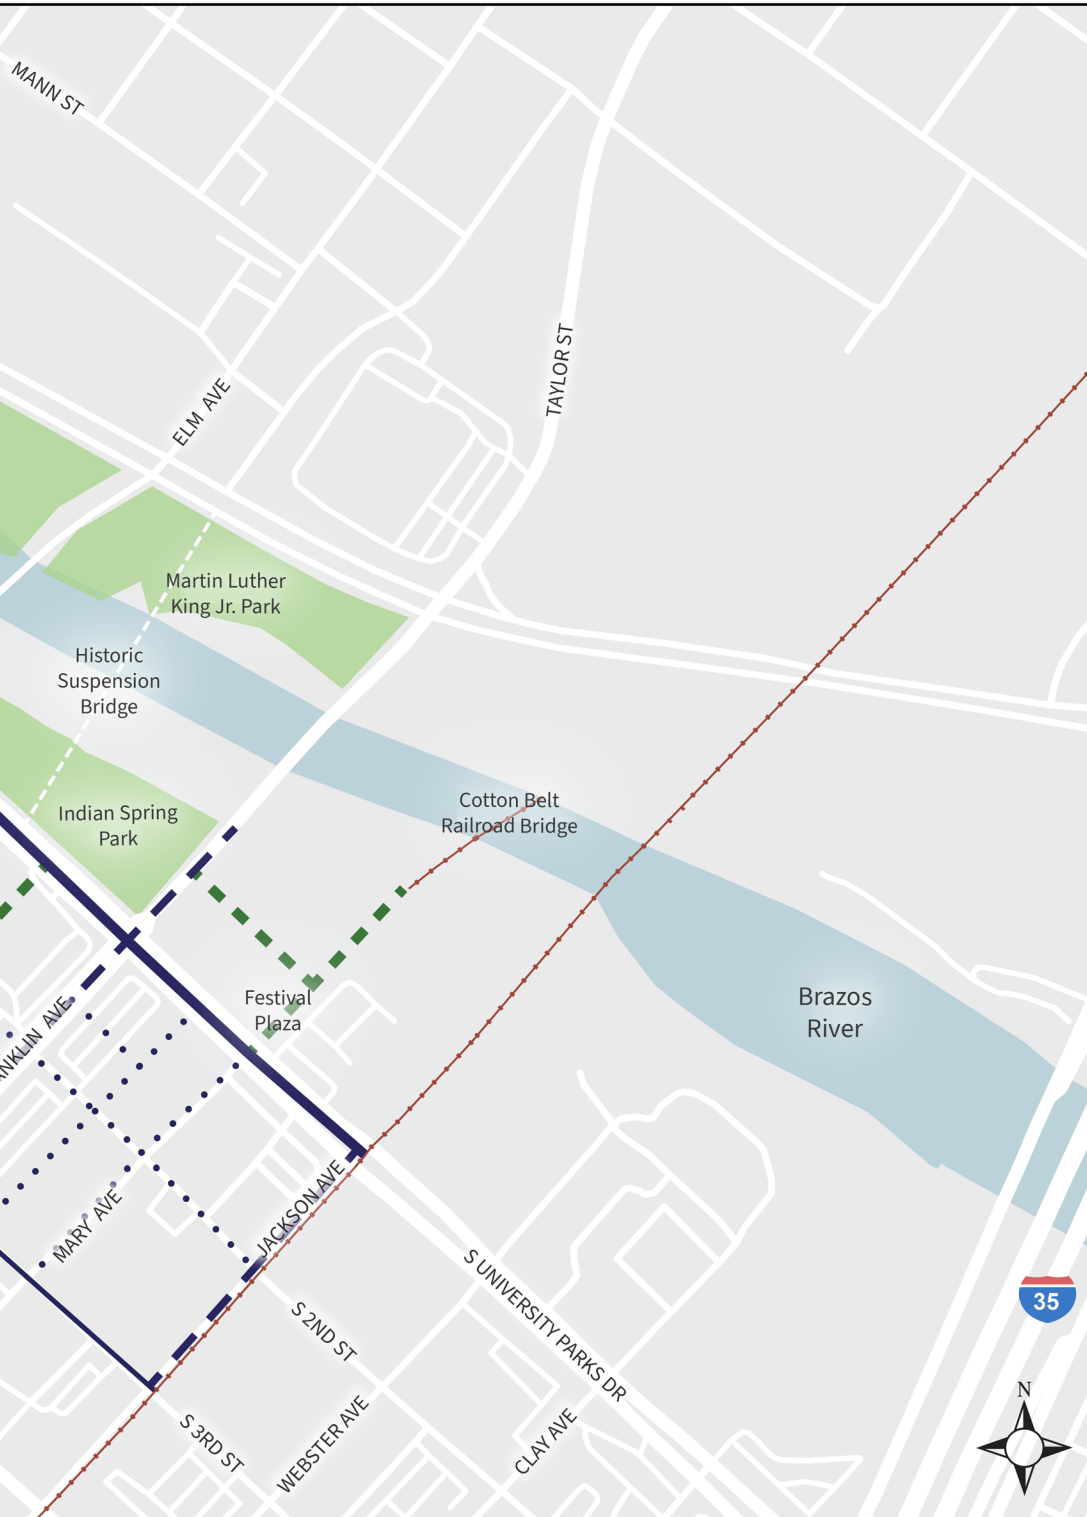 MANN ST
TAYLOR ST
ELM AVE
Martin Luther
King Jr. Park
Historic
Suspension
Bridge
Indian Spring
Park
Cotton Belt
Railroad Bridge
Festival
Plaza
Brazos
River
NKLIN AVE
MARY AVE
JACKSON AVE
S UNIVERSITY PARKS DR
35
S 2ND ST
S 3RD ST
WEBSTER AVE
CLAY AVE
N